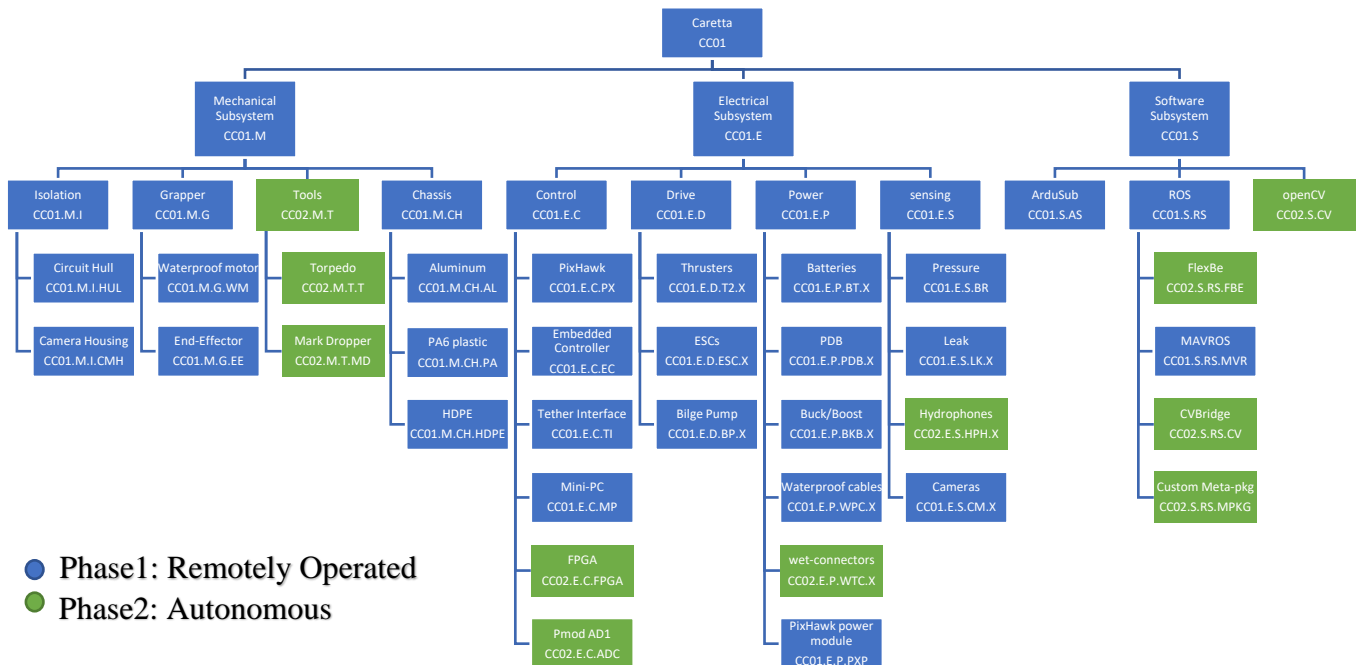 Caretta
CC01
Mechanical
Subsystem
CC01.M
Electrical
Subsystem
CC01.E
Software
Subsystem
CC01.S
Isolation
CC01.M.I
Grapper
CC01.M.G
Tools
CC02.M.T
Chassis
CC01.M.CH
Control
CC01.E.C
Drive
CC01.E.D
Power
CC01.E.P
sensing
CC01.E.S
ArduSub
CC01.S.AS
ROS
CC01.S.RS
openCV
CC02.S.CV
Circuit Hull
CC01.M.I.HUL
Camera Housing
CC01.M.I.CMH
Waterproof motor
CC01.M.G.WM
End-Effector
CC01.M.G.EE
Torpedo
CC02.M.T.T
Mark Dropper
CC02.M.T.MD
Aluminum
CC01.M.CH.AL
PA6 plastic
CC01.M.CH.PA
HDPE
CC01.M.CH.HDPE
PixHawk
CC01.E.C.PX
Embedded
Controller
CC01.E.C.EC
Tether Interface
CC01.E.C.TI
Mini-PC
CC01.E.C.MP
FPGA
CC02.E.C.FPGA
Pmod AD1
CC02.E.C.ADC
Thrusters
CC01.E.D.T2.X
ESCs
CC01.E.D.ESC.X
Bilge Pump
CC01.E.D.BP.X
Batteries
CC01.E.P.BT.X
PDB
CC01.E.P.PDB.X
Buck/Boost
CC01.E.P.BKB.X
Waterproof cables
CC01.E.P.WPC.X
wet-connectors
CC02.E.P.WTC.X
PixHawk power
module
CC01.E.P.PXP
Pressure
CC01.E.S.BR
Leak
CC01.E.S.LK.X
Hydrophones
CC02.E.S.HPH.X
Cameras
CC01.E.S.CM.X
FlexBe
CC02.S.RS.FBE
MAVROS
CC01.S.RS.MVR
CVBridge
CC02.S.RS.CV
Custom Meta-pkg
CC02.S.RS.MPKG
Phase1: Remotely Operated
Phase2: Autonomous